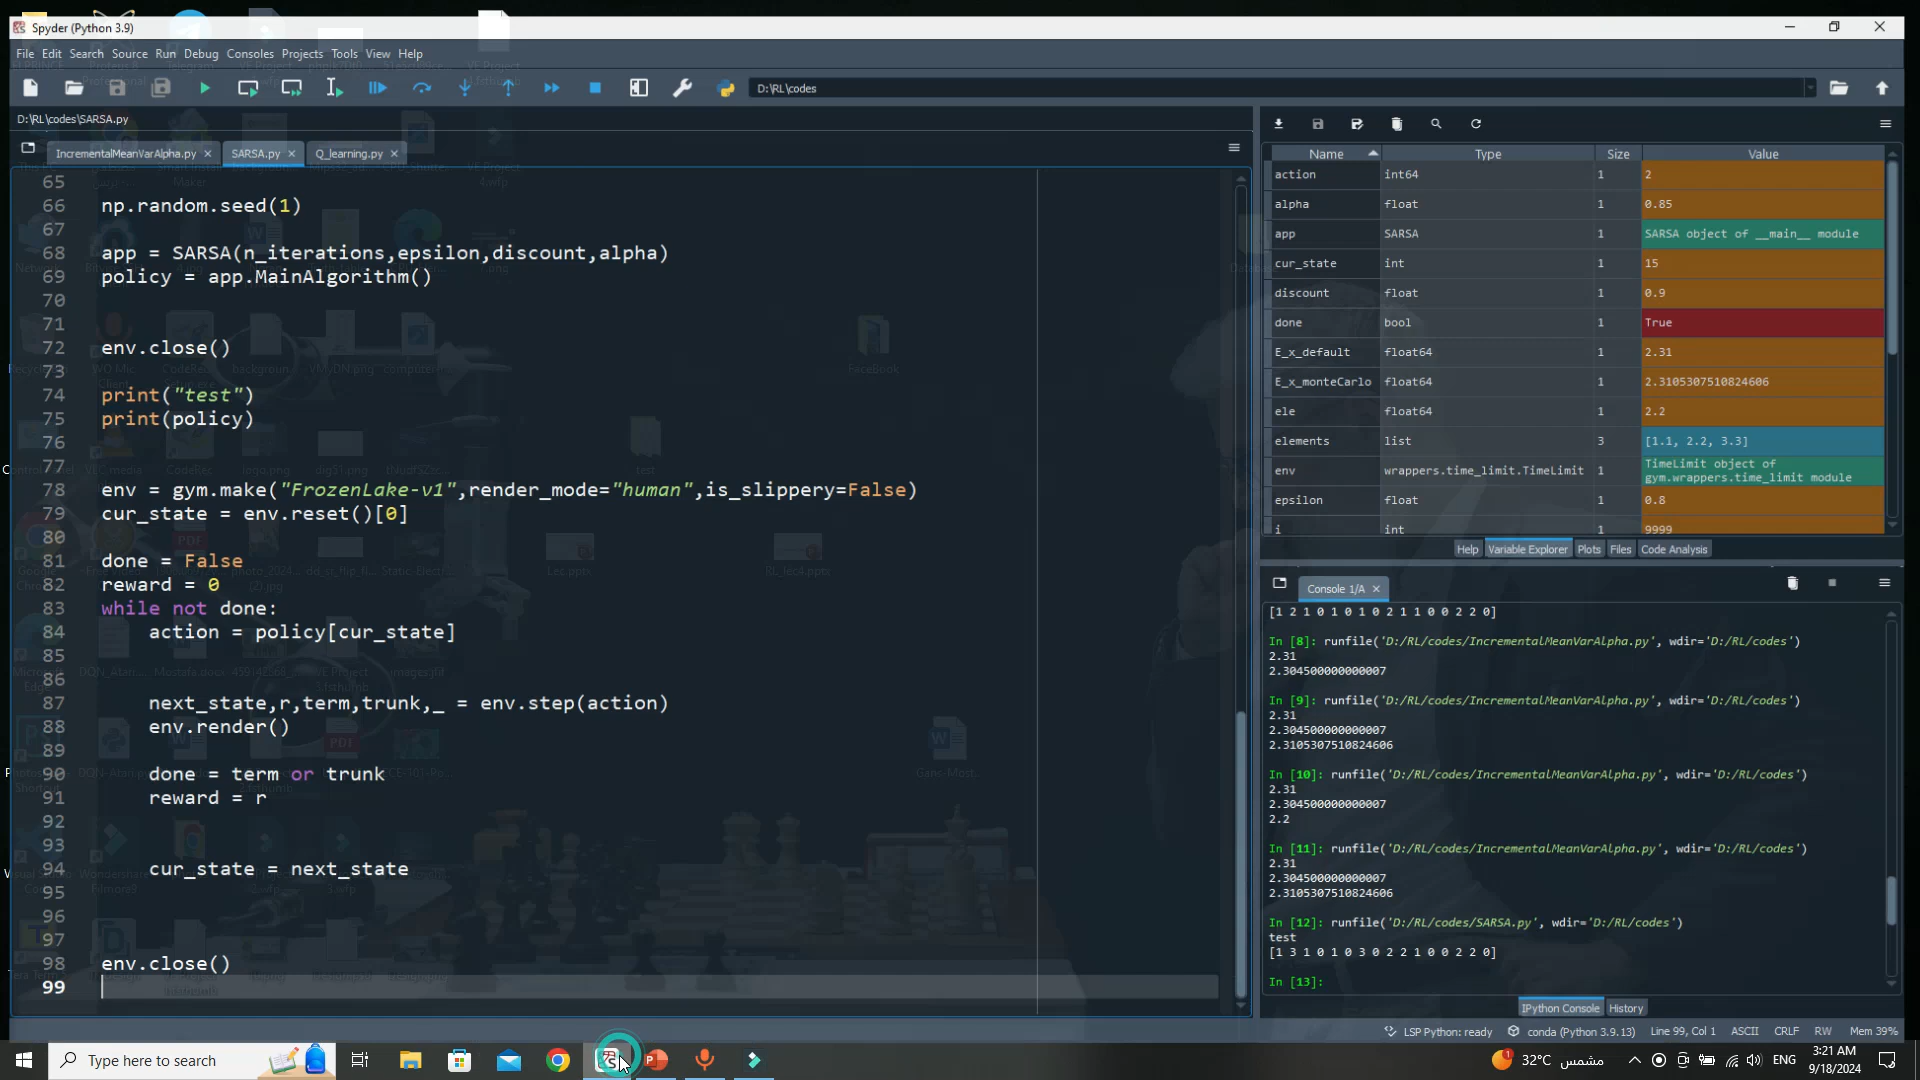 Spyder (Python 3.9)
File Edit Search Source Run Debug Consoles Projects Tools View Help
D:\RL\codes
D:\RL\codes\SARSA.py
IncrementalMeanVarAlpha.py SARSA.py Q_learning.py
65
66 np.random.seed(1)
67
68 app = SARSA(n_iterations,epsilon,discount,alpha)
69 policy = app.MainAlgorithm()
70
71
72 env.close()
73
74 print("test")
75 print(policy)
76
77
78 env = gym.make("FrozenLake-v1",render_mode="human",is_slippery=False)
79 cur_state = env.reset()[0]
80
81 done = False
82 reward = 0
83 while not done:
84 action = policy[cur_state]
85
86
87 next_state,r,term,trunk,_ = env.step(action)
88 env.render()
89
90 done = term or trunk
91 reward = r
92
93
94 cur_state = next_state
95
96
97
98 env.close()
99
Name Type Size Value
action int64 1 2
alpha float 1 0.85
app SARSA 1 SARSA object of __main__ module
cur_state int 1 15
discount float 1 0.9
done bool 1 True
E_x_default float64 1 2.31
E_x_monteCarlo float64 1 2.3105307510824606
ele float64 1 2.2
elements list 3 [1.1, 2.2, 3.3]
env wrappers.time_limit.TimeLimit 1 TimeLimit object of
gym.wrappers.time_limit module
epsilon float 1 0.8
i int 1 9999
Help Variable Explorer Plots Files Code Analysis
Console 1/A
[1 2 1 0 1 0 1 0 2 1 1 0 0 2 2 0]
In [8]: runfile('D:/RL/codes/IncrementalMeanVarAlpha.py', wdir='D:/RL/codes')
2.31
2.304500000000007
In [9]: runfile('D:/RL/codes/IncrementalMeanVarAlpha.py', wdir='D:/RL/codes')
2.31
2.304500000000007
2.3105307510824606
In [10]: runfile('D:/RL/codes/IncrementalMeanVarAlpha.py', wdir='D:/RL/codes')
2.31
2.304500000000007
2.2
In [11]: runfile('D:/RL/codes/IncrementalMeanVarAlpha.py', wdir='D:/RL/codes')
2.31
2.304500000000007
2.3105307510824606
In [12]: runfile('D:/RL/codes/SARSA.py', wdir='D:/RL/codes')
test
[1 3 1 0 1 0 3 0 2 2 1 0 0 2 2 0]
In [13]:
IPython Console History
LSP Python: ready conda (Python 3.9.13) Line 99, Col 1 ASCII CRLF RW Mem 39%
FaceBook
test
Lec.pptx
RL_lec4.pptx
Type here to search
32°C مشمس ENG
3:21 AM
9/18/2024